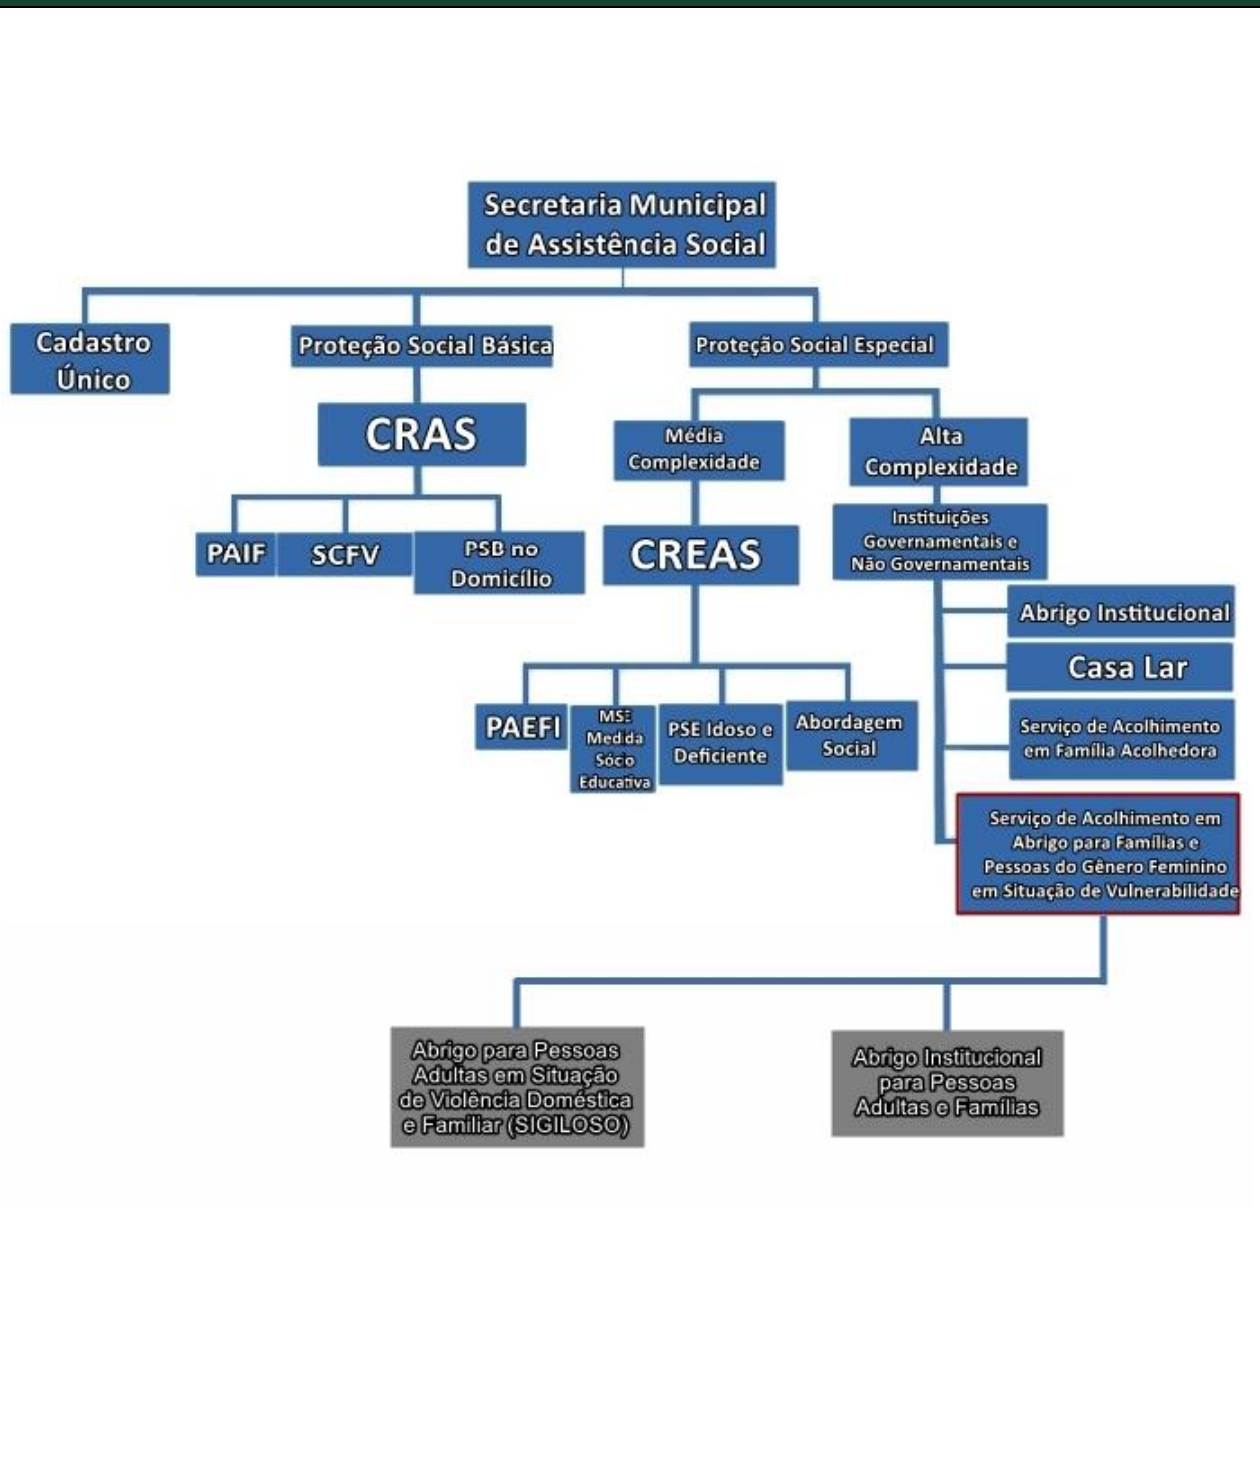 Secretaria Municipal
de Assistência Social
Cadastro
Único
Proteção Social Básica
Proteção Social Especial
CRAS
Média
Complexidade
Alta
Complexidade
PAIF
SCFV
PSB no
Domicílio
CREAS
Instituições
Governamentais e
Não Governamentais
Abrigo Institucional
Casa Lar
Serviço de Acolhimento
em Família Acolhedora
PAEFI
MSE
Medida
Sócio
Educativa
PSE Idoso e
Deficiente
Abordagem
Social
Serviço de Acolhimento em
Abrigo para Famílias e
Pessoas do Gênero Feminino
em Situação de Vulnerabilidade
Abrigo para Pessoas
Adultas em Situação
de Violência Doméstica
e Familiar (SIGILOSO)
Abrigo Institucional
para Pessoas
Adultas e Famílias